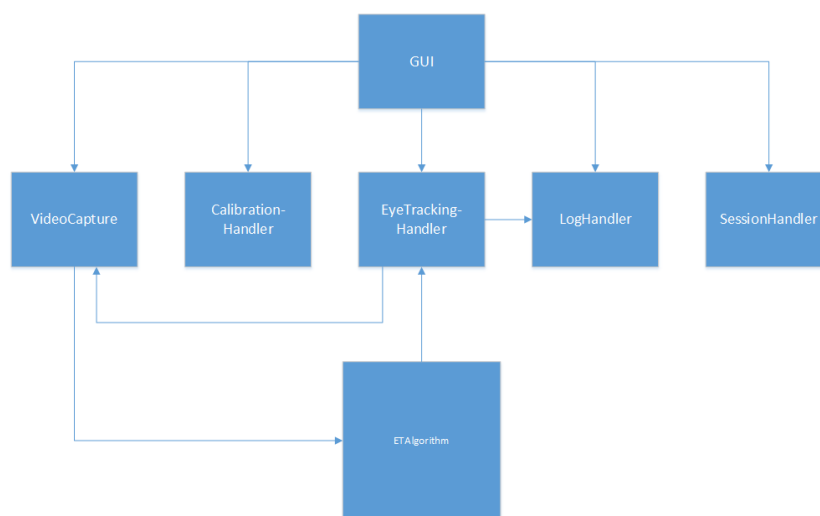 GUI
VideoCapture
Calibration-
Handler
EyeTracking-
Handler
LogHandler
SessionHandler
ETAlgorithm